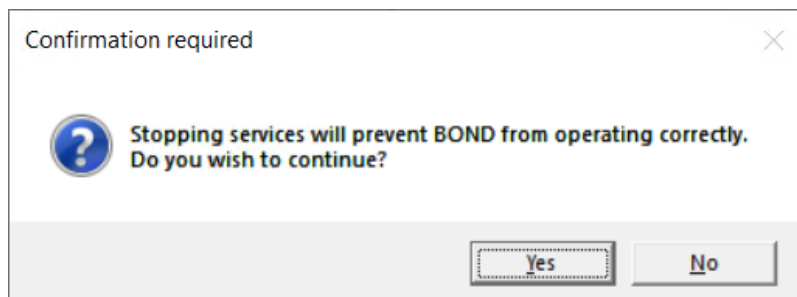 Confirmation required
Stopping services will prevent BOND from operating correctly.
Do you wish to continue?
Yes
No